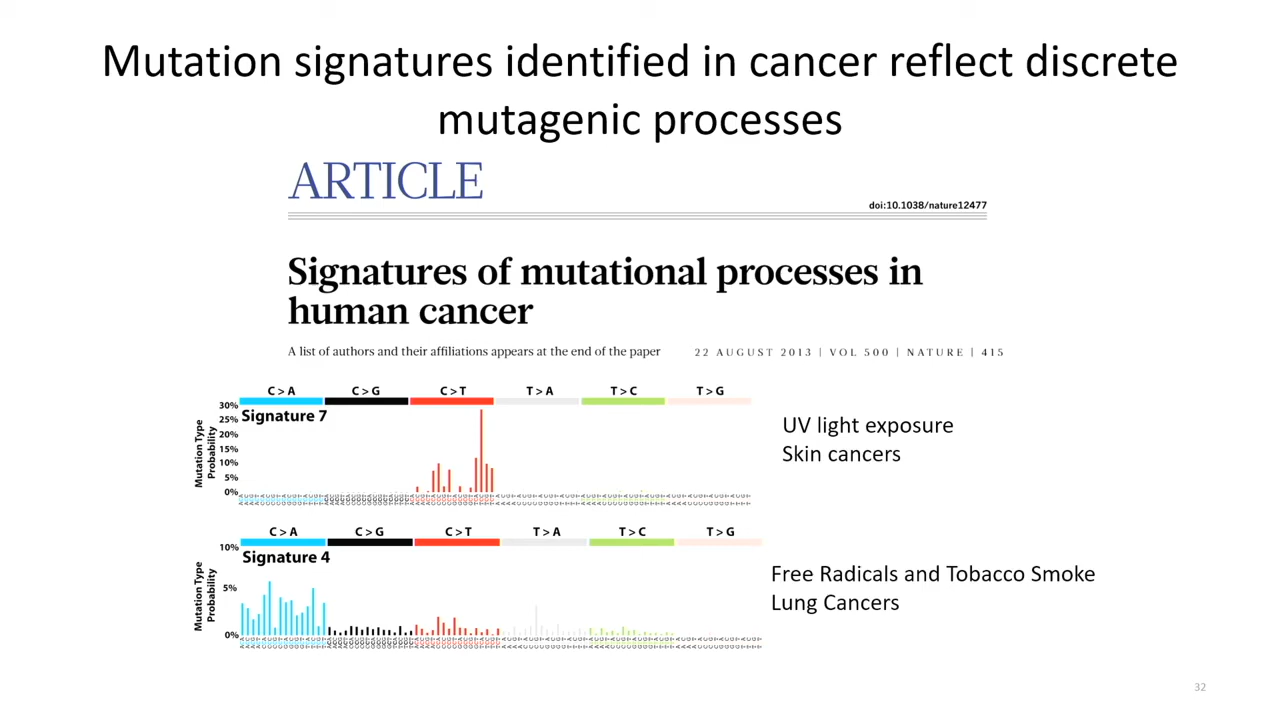 Mutation signatures identified in cancer reflect discrete
mutagenic processes
ARTICLE
doi:10.1038/nature12477
Signatures of mutational processes in
human cancer
A list of authors and their affiliations appears at the end of the paper
22 AUGUST 2013 | VOL 500 | NATURE | 415
C > A C > G C > T T > A T > C T > G
Signature 7
Mutation Type
Probability
30%
25%
20%
15%
10%
5%
0%
UV light exposure
Skin cancers
C > A C > G C > T T > A T > C T > G
Signature 4
Mutation Type
Probability
10%
5%
0%
Free Radicals and Tobacco Smoke
Lung Cancers
32